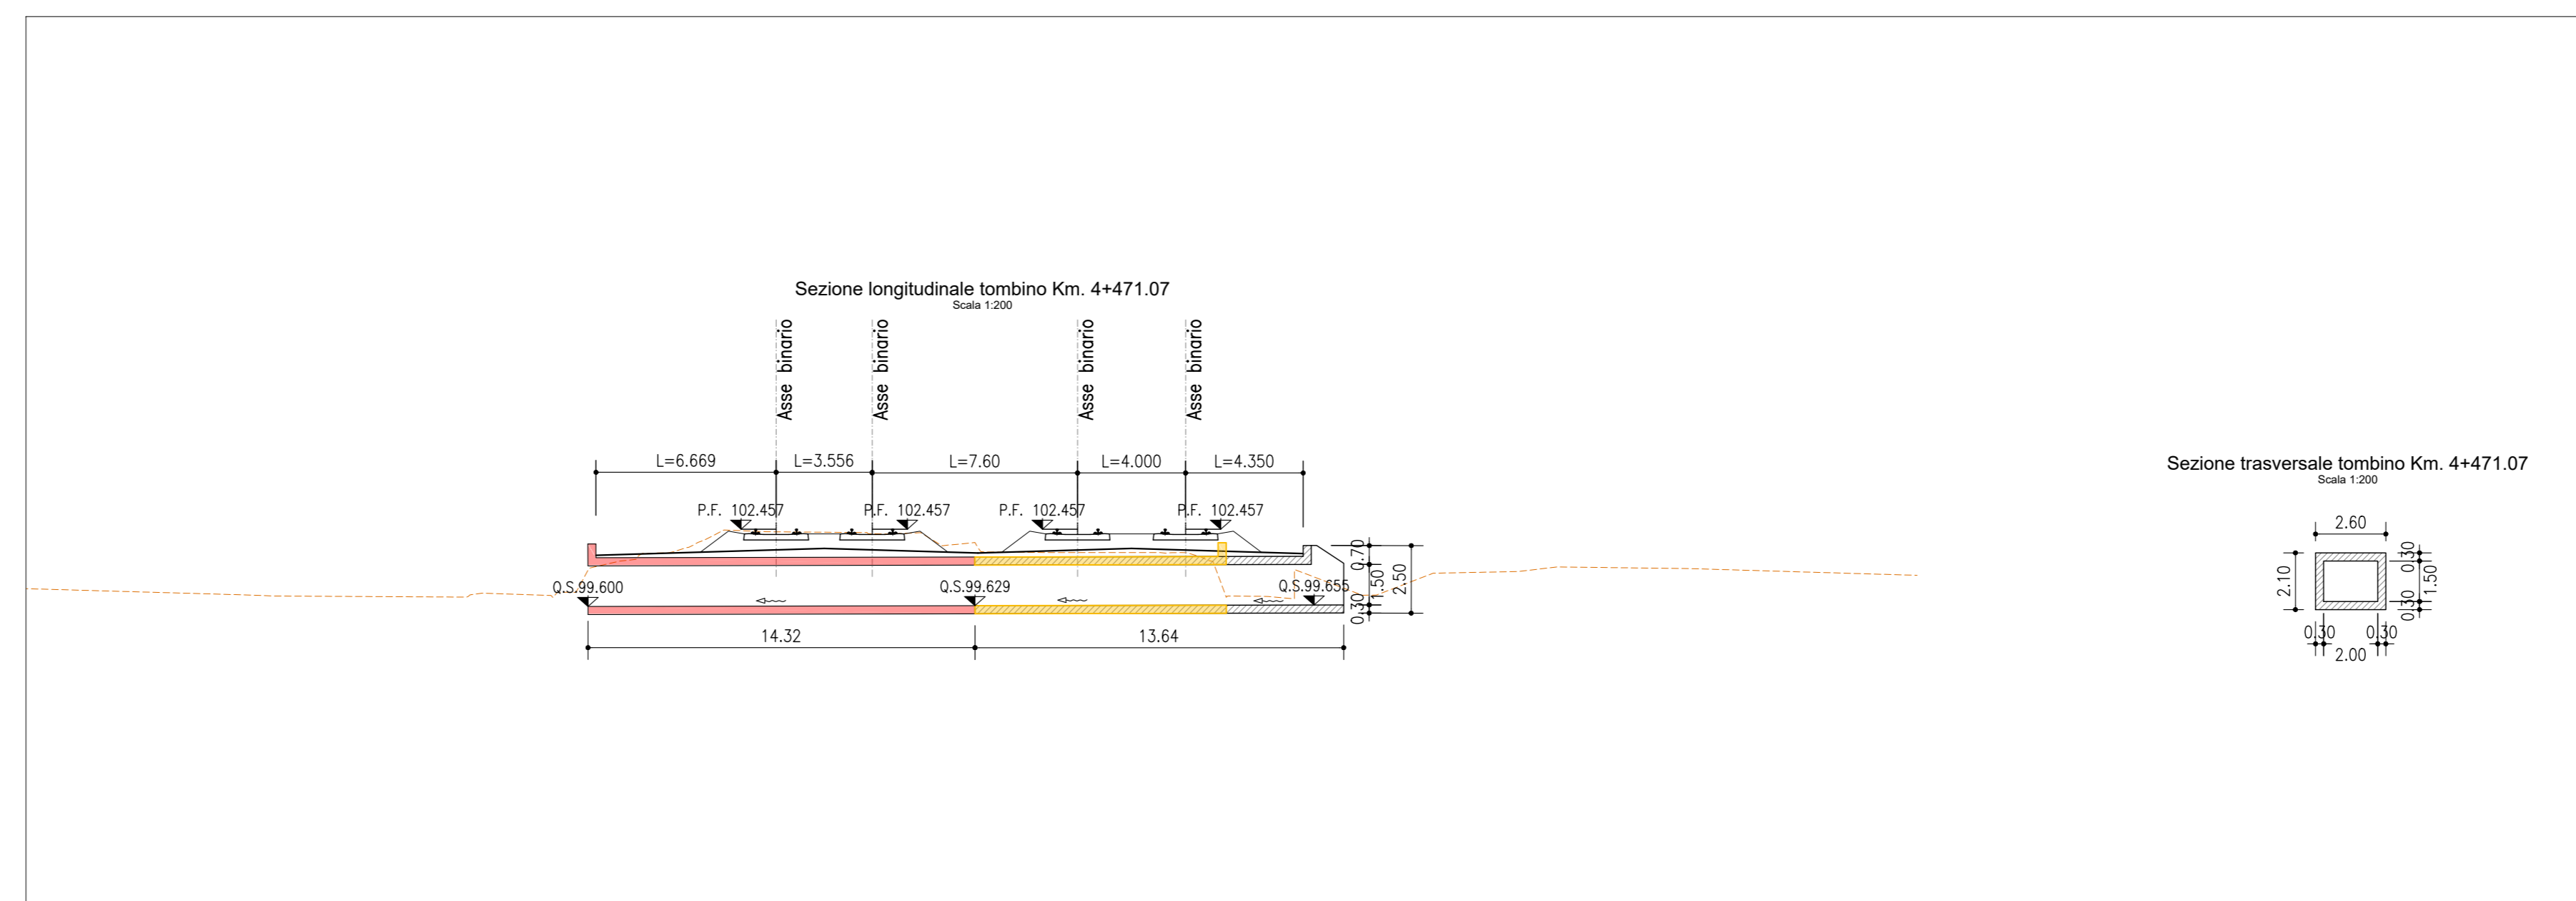 Sezione longitudinale tombino Km. 4+471.07
Scala 1:200
Asse binario
Asse binario
Asse binario
Asse binario
L=6.669
L=3.556
L=7.60
L=4.000
L=4.350
P.F. 102.457
P.F. 102.457
P.F. 102.457
P.F. 102.457
Q.S.99.600
Q.S.99.629
Q.S.99.655
0.70
1.50
0.30
2.50
14.32
13.64
Sezione trasversale tombino Km. 4+471.07
Scala 1:200
2.60
2.10
0.30
1.50
0.30
0.30
0.30
2.00